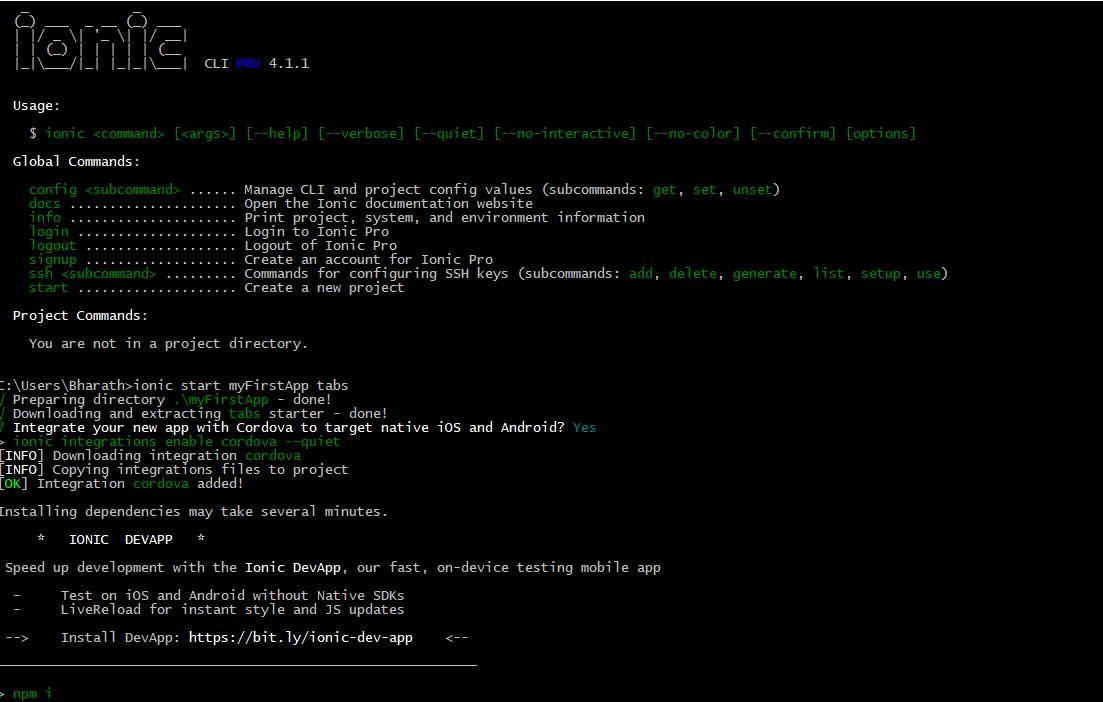 ionic CLI PRO 4.1.1
Usage:
$ ionic <command> [<args>] [--help] [--verbose] [--quiet] [--no-interactive] [--no-color] [--confirm] [options]
Global Commands:
config <subcommand> ...... Manage CLI and project config values (subcommands: get, set, unset)
docs ..................... Open the Ionic documentation website
info ..................... Print project, system, and environment information
login .................... Login to Ionic Pro
logout ................... Logout of Ionic Pro
signup ................... Create an account for Ionic Pro
ssh <subcommand> ......... Commands for configuring SSH keys (subcommands: add, delete, generate, list, setup, use)
start .................... Create a new project
Project Commands:
You are not in a project directory.
C:\Users\Bharath>ionic start myFirstApp tabs
√ Preparing directory .\myFirstApp - done!
√ Downloading and extracting tabs starter - done!
? Integrate your new app with Cordova to target native iOS and Android? Yes
> ionic integrations enable cordova --quiet
[INFO] Downloading integration cordova
[INFO] Copying integrations files to project
[OK] Integration cordova added!
Installing dependencies may take several minutes.
* IONIC DEVAPP *
Speed up development with the Ionic DevApp, our fast, on-device testing mobile app
- Test on iOS and Android without Native SDKs
- LiveReload for instant style and JS updates
--> Install DevApp: https://bit.ly/ionic-dev-app <--
> npm i